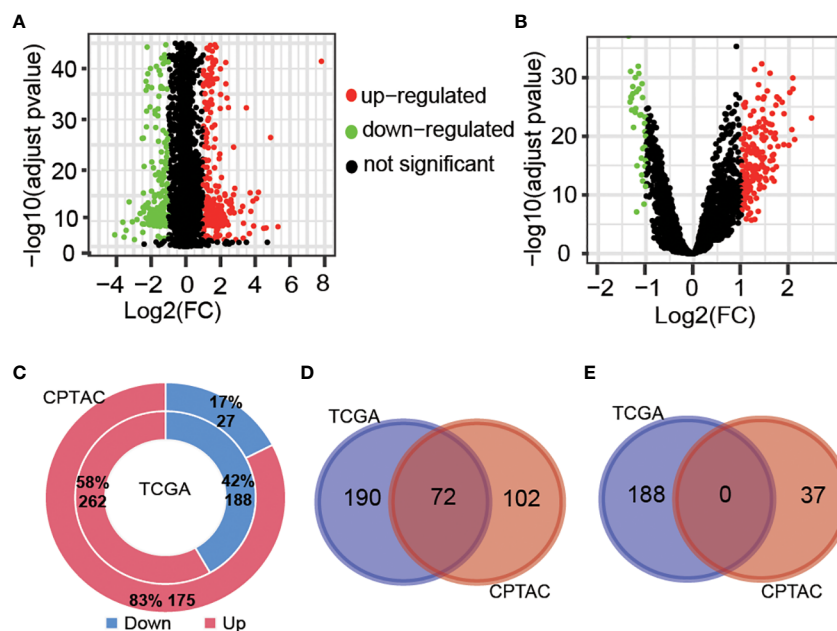 A
−log10(adjust pvalue)
40
30
20
10
0
−4 −2 0 2 4 6 8
Log2(FC)
up-regulated
down-regulated
not significant
B
−log10(adjust pvalue)
30
20
10
0
−2 −1 0 1 2
Log2(FC)
C
CPTAC
17%
27
58%
262
TCGA
42%
188
83% 175
Down Up
D
TCGA
190 72 102
CPTAC
E
TCGA
188 0 37
CPTAC